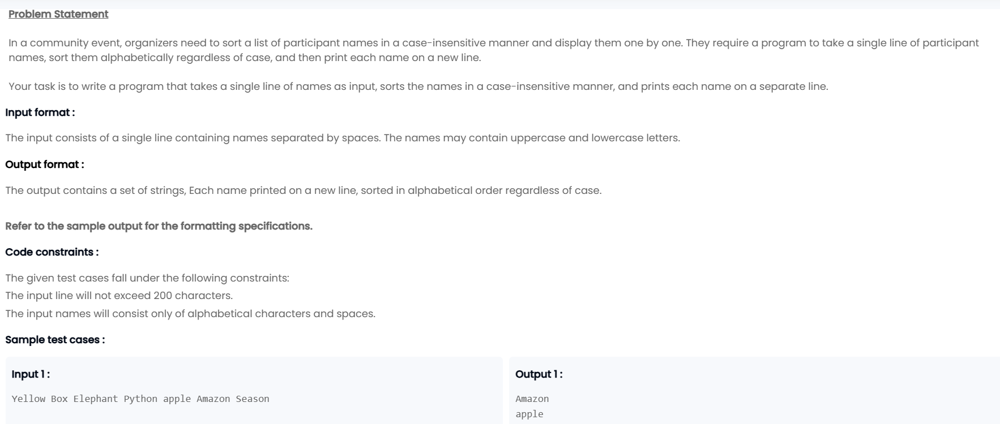 Problem Statement
In a community event, organizers need to sort a list of participant names in a case-insensitive manner and display them one by one. They require a program to take a single line of participant
names, sort them alphabetically regardless of case, and then print each name on a new line.
Your task is to write a program that takes a single line of names as input, sorts the names in a case-insensitive manner, and prints each name on a separate line.
Input format :
The input consists of a single line containing names separated by spaces. The names may contain uppercase and lowercase letters.
Output format :
The output contains a set of strings, Each name printed on a new line, sorted in alphabetical order regardless of case.
Refer to the sample output for the formatting specifications.
Code constraints :
The given test cases fall under the following constraints:
The input line will not exceed 200 characters.
The input names will consist only of alphabetical characters and spaces.
Sample test cases :
Input 1 :
Yellow Box Elephant Python apple Amazon Season
Output 1 :
Amazon
apple